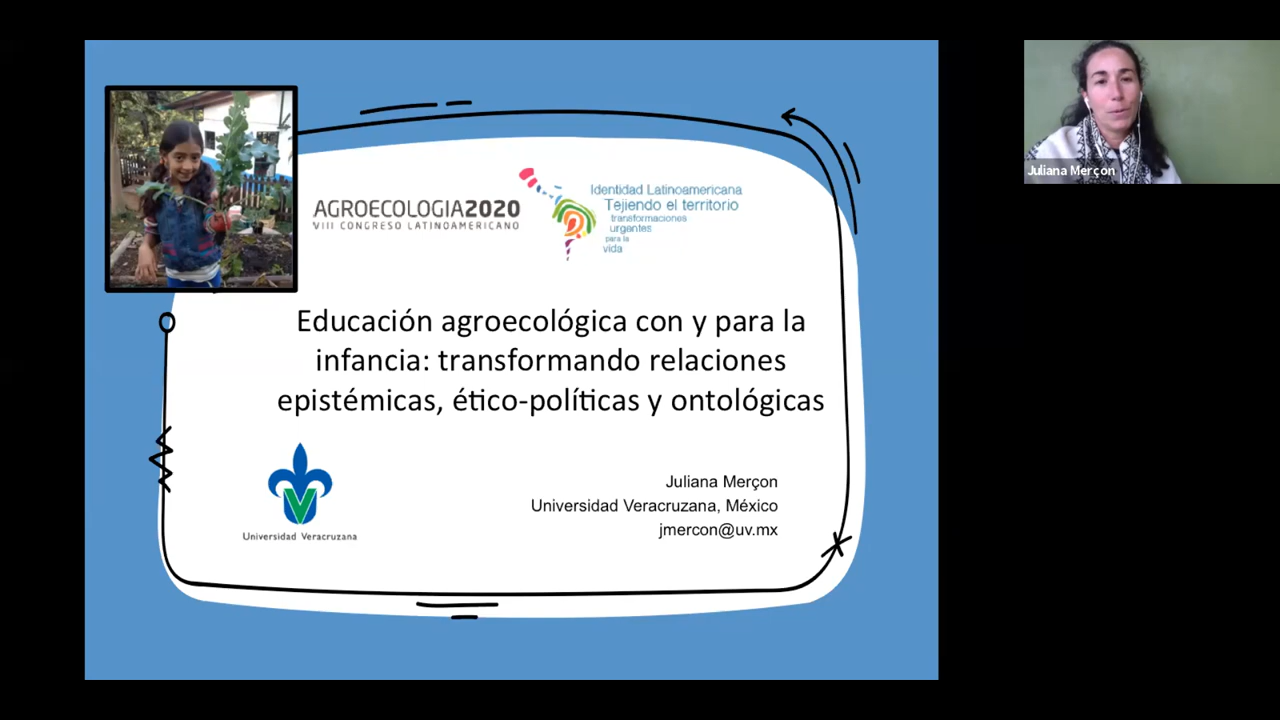 AGROECOLOGIA2020
VIII CONGRESO LATINOAMERICANO
Identidad Latinoamericana
Tejiendo el territorio
transformaciones
urgentes
para la
vida
Educación agroecológica con y para la
infancia: transformando relaciones
epistémicas, ético-políticas y ontológicas
Universidad Veracruzana
Juliana Merçon
Universidad Veracruzana, México
jmercon@uv.mx
Juliana Merçon